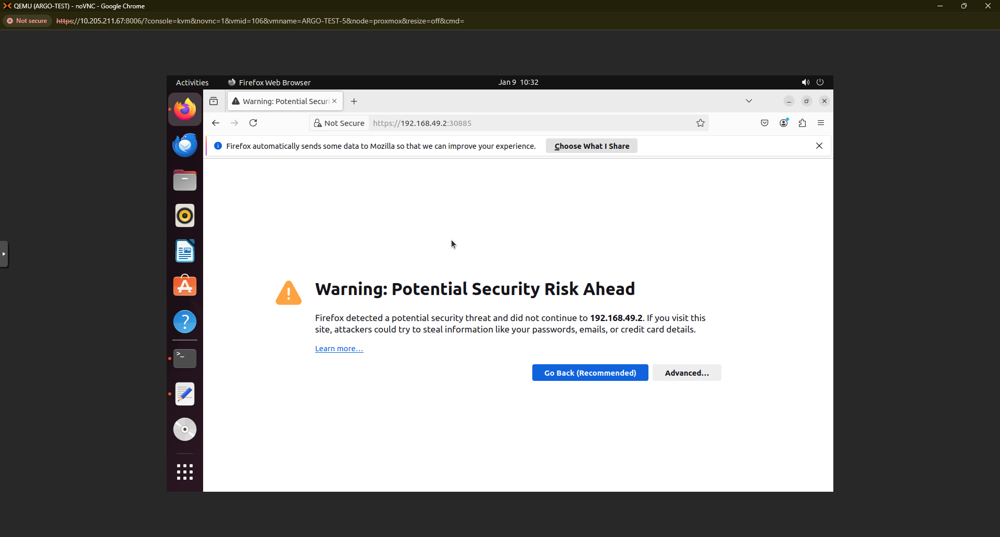 QEMU (ARGO-TEST) - noVNC - Google Chrome
Not secure https://10.205.211.67:8006/?console=kvm&novnc=1&vmid=106&vmname=ARGO-TEST-5&node=proxmox&resize=off&cmd=
Activities Firefox Web Browser Jan 9 10:32
Warning: Potential Securi
Not Secure https://192.168.49.2:30885
Firefox automatically sends some data to Mozilla so that we can improve your experience. Choose What I Share
Warning: Potential Security Risk Ahead
Firefox detected a potential security threat and did not continue to 192.168.49.2. If you visit this
site, attackers could try to steal information like your passwords, emails, or credit card details.
Learn more…
Go Back (Recommended) Advanced…